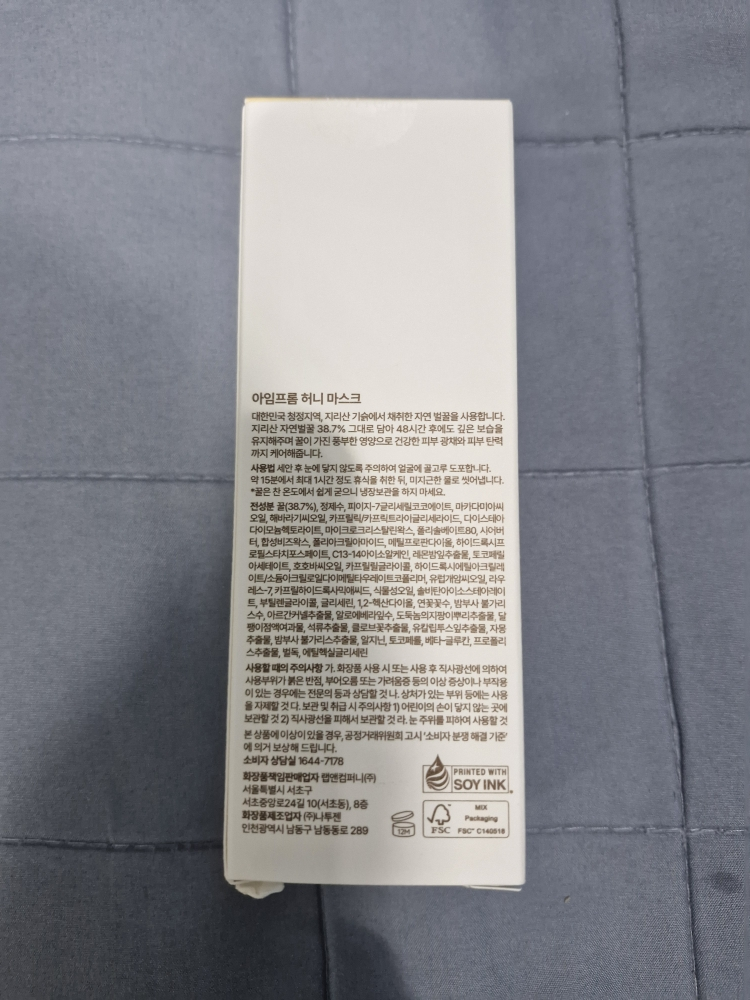 아임프롬 허니 마스크
대한민국 청정지역, 지리산 기슭에서 채취한 자연 벌꿀을 사용합니다.
지리산 자연벌꿀 38.7% 그대로 담아 48시간 후에도 깊은 보습을
유지해주며 꿀이 가진 풍부한 영양으로 건강한 피부 광채와 피부 탄력
까지 케어해줍니다.
사용법 세안 후 눈에 닿지 않도록 주의하여 얼굴에 골고루 도포합니다.
약 15분에서 최대 1시간 정도 휴식을 취한 뒤, 미지근한 물로 씻어냅니다.
*꿀은 찬 온도에서 쉽게 굳으니 냉장보관을 하지 마세요.
전성분 꿀(38.7%), 정제수, 피이지-7글리세릴코코에이트, 마카다미아씨
오일, 해바라기씨오일, 카프릴릭/카프릭트라이글리세라이드, 다이스테아
다이모늄헥토라이트, 마이크로크리스탈린왁스, 폴리솔베이트80, 시어버
터, 합성비즈왁스, 폴리아크릴아마이드, 메틸프로판다이올, 하이드록시프
로필스타치포스페이트, C13-14아이소알케인, 레몬밤잎추출물, 토코페릴
아세테이트, 호호바씨오일, 카프릴릴글라이콜, 하이드록시에틸아크릴레
이트/소듐아크릴로일다이메틸타우레이트코폴리머, 유럽개암씨오일, 라우
레스-7, 카프릴하이드록사믹애씨드, 식물성오일, 솔비탄아이소스테아레이
트, 부틸렌글라이콜, 글리세린, 1,2-헥산다이올, 연꽃꽃수, 밤부사 불가리
스수, 아르간커넬추출물, 알로에베라잎수, 도둑놈의지팡이뿌리추출물, 달
팽이점액여과물, 석류추출물, 클로브꽃추출물, 유칼립투스잎추출물, 자몽
추출물, 밤부사 불가리스추출물, 알지닌, 토코페롤, 베타-글루칸, 프로폴리
스추출물, 벌독, 에틸헥실글리세린
사용할 때의 주의사항 가. 화장품 사용 시 또는 사용 후 직사광선에 의하여
사용부위가 붉은 반점, 부어오름 또는 가려움증 등의 이상 증상이나 부작용
이 있는 경우에는 전문의 등과 상담할 것 나. 상처가 있는 부위 등에는 사용
을 자제할 것 다. 보관 및 취급 시 주의사항 1) 어린이의 손이 닿지 않는 곳에
보관할 것 2) 직사광선을 피해서 보관할 것 라. 눈 주위를 피하여 사용할 것
본 상품에 이상이 있을 경우, 공정거래위원회 고시 '소비자 분쟁 해결 기준'
에 의거 보상해 드립니다.
소비자 상담실 1644-7178
화장품책임판매업자 랩앤컴퍼니(주)
서울특별시 서초구
서초중앙로24길 10(서초동), 8층
화장품제조업자 (주)나투젠
인천광역시 남동구 남동동로 289
12M
PRINTED WITH
SOY INK
FSC
MIX
Packaging
FSC™ C140518